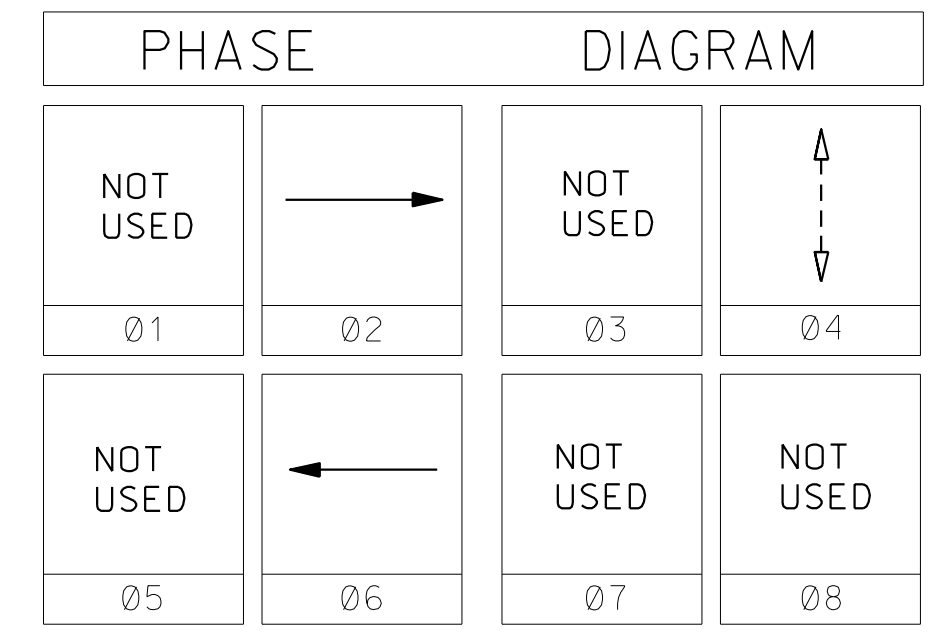 PHASE DIAGRAM
NOT
USED
Ø1
Ø2
NOT
USED
Ø3
Ø4
NOT
USED
Ø5
Ø6
NOT
USED
Ø7
NOT
USED
Ø8